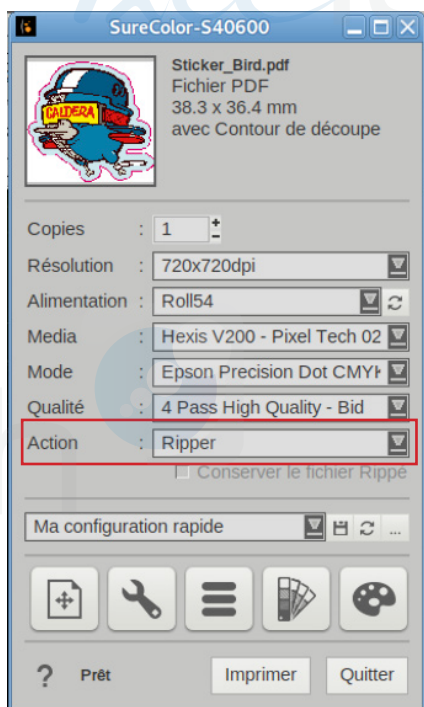 SureColor-S40600
Sticker_Bird.pdf
Fichier PDF
38.3 x 36.4 mm
avec Contour de découpe
CALDERA
Copies : 1
Résolution : 720x720dpi
Alimentation : Roll54
Media : Hexis V200 - Pixel Tech 02
Mode : Epson Precision Dot CMY
Qualité : 4 Pass High Quality - Bid
Action : Ripper
Conserver le fichier Rippé
Ma configuration rapide ...
? Prêt Imprimer Quitter